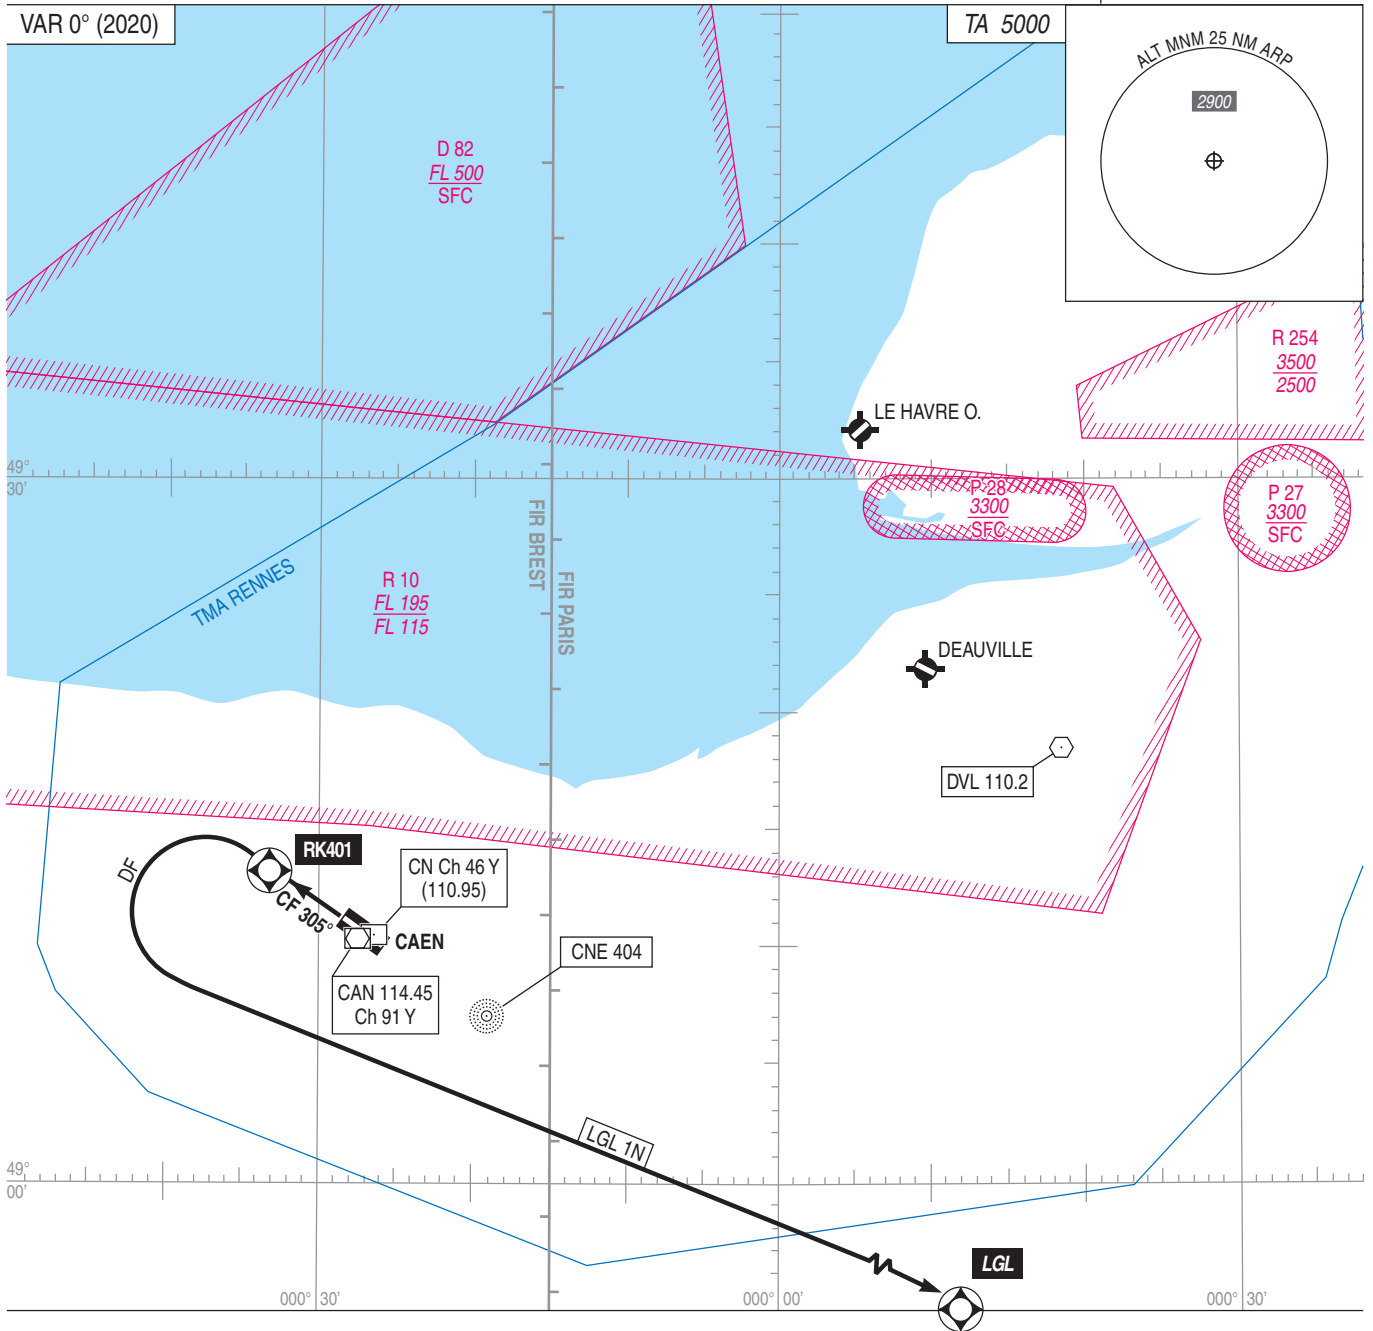 VAR 0° (2020)
TA 5000
ALT MNM 25 NM ARP
2900
D 82
FL 500
SFC
R 254
3500
2500
LE HAVRE O.
49°
30'
P 28
3300
SFC
P 27
3300
SFC
FIR BREST
FIR PARIS
TMA RENNES
R 10
FL 195
FL 115
DEAUVILLE
DVL 110.2
DF
RK401
CN Ch 46 Y
(110.95)
CF 305°
CAEN
CNE 404
CAN 114.45
Ch 91 Y
LGL 1N
49°
00'
LGL
000° 30'
000° 00'
000° 30'